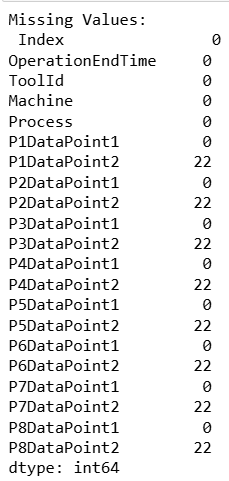 Missing Values:
 Index                0
OperationEndTime     0
ToolId               0
Machine              0
Process              0
P1DataPoint1         0
P1DataPoint2        22
P2DataPoint1         0
P2DataPoint2        22
P3DataPoint1         0
P3DataPoint2        22
P4DataPoint1         0
P4DataPoint2        22
P5DataPoint1         0
P5DataPoint2        22
P6DataPoint1         0
P6DataPoint2        22
P7DataPoint1         0
P7DataPoint2        22
P8DataPoint1         0
P8DataPoint2        22
dtype: int64